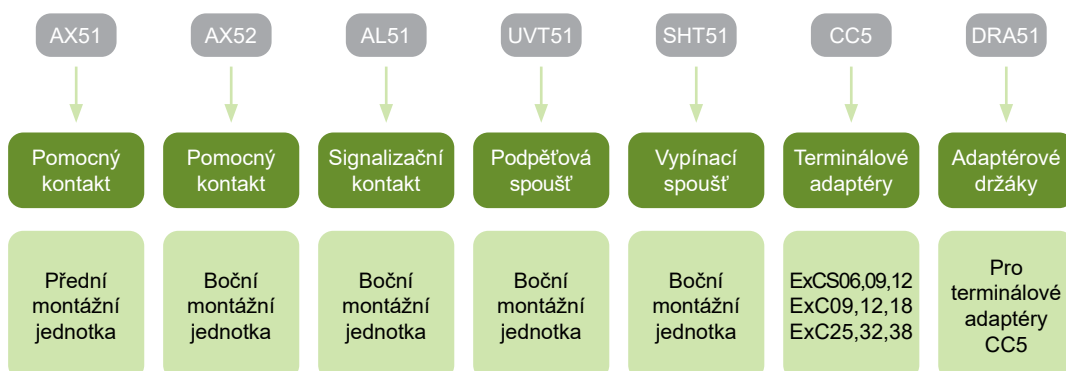 AX51
AX52
AL51
UVT51
SHT51
CC5
DRA51
Pomocný
kontakt
Pomocný
kontakt
Signalizační
kontakt
Podpěťová
spoušť
Vypínací
spoušť
Terminálové
adaptéry
Adaptérové
držáky
Přední
montážní
jednotka
Boční
montážní
jednotka
Boční
montážní
jednotka
Boční
montážní
jednotka
Boční
montážní
jednotka
ExCS06,09,12
ExC09,12,18
ExC25,32,38
Pro
terminálové
adaptéry
CC5